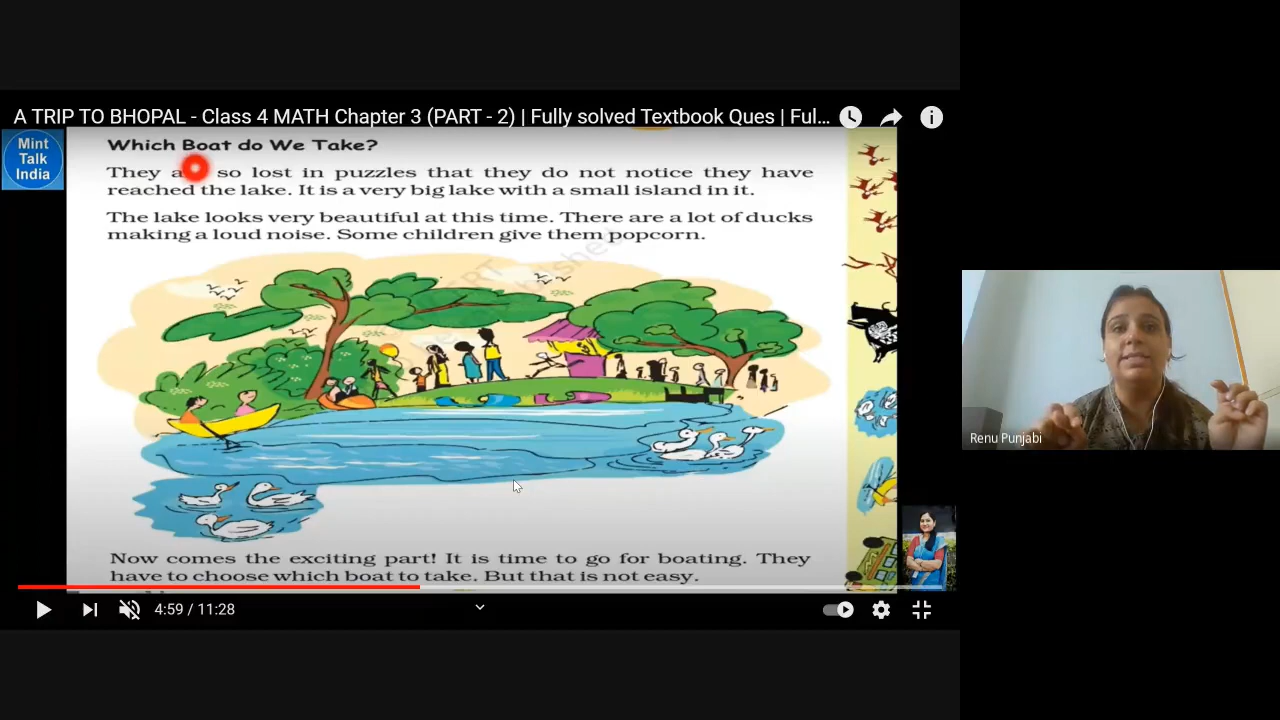 A TRIP TO BHOPAL - Class 4 MATH Chapter 3 (PART - 2) | Fully solved Textbook Ques | Ful...
Mint
Talk
India
Which Boat do We Take?
They so lost in puzzles that they do not notice they have
reached the lake. It is a very big lake with a small island in it.
The lake looks very beautiful at this time. There are a lot of ducks
making a loud noise. Some children give them popcorn.
Now comes the exciting part! It is time to go for boating. They
have to choose which boat to take. But that is not easy.
4:59 / 11:28
Renu Punjabi